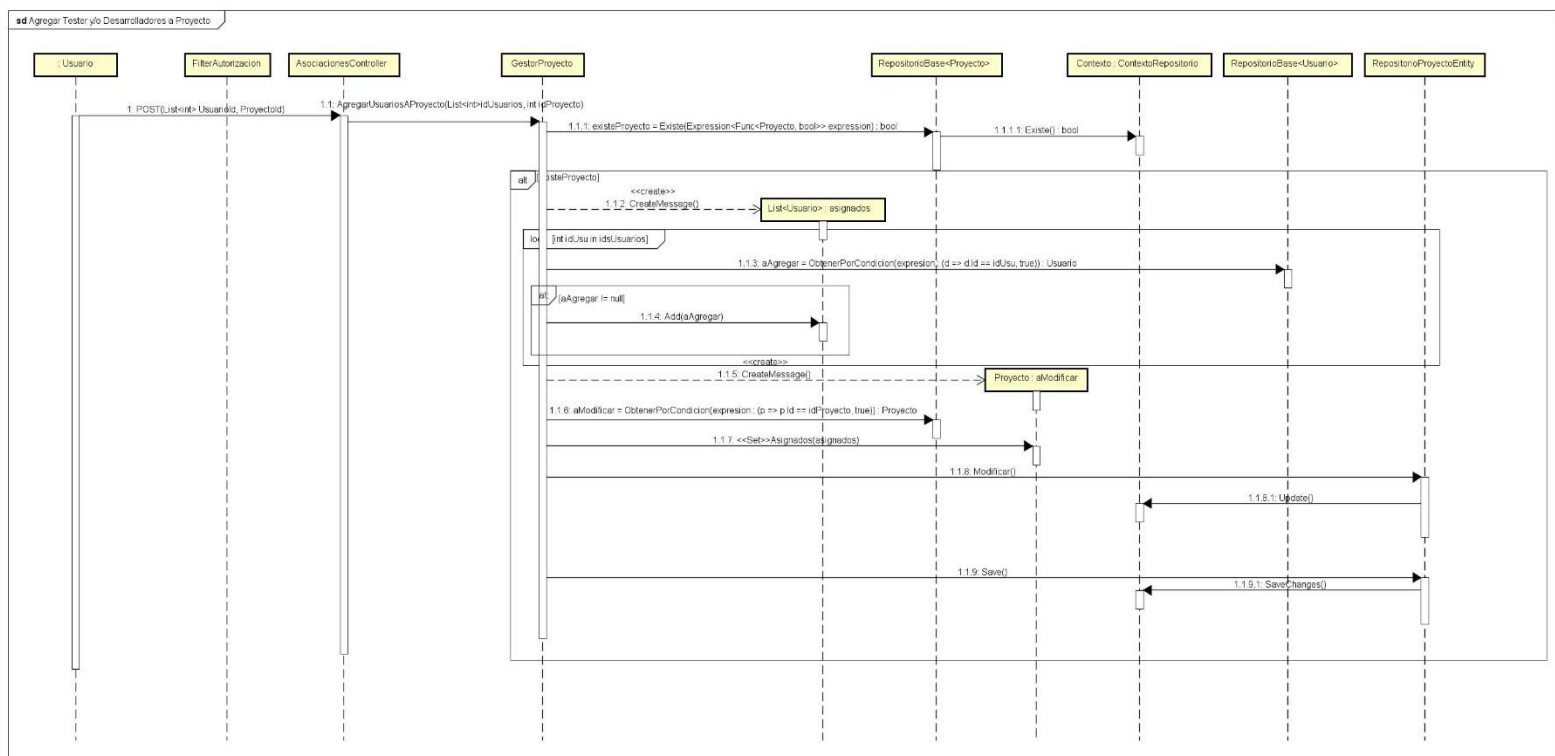 sd Agregar Tester y/o Desarrolladores a Proyecto
: Usuario
FilterAutorizacion
AsociacionesController
GestorProyecto
RepositorioBase<Proyecto>
Contexto : ContextoRepositorio
RepositorioBase<Usuario>
RepositorioProyectoEntity
1: POST(List<int> UsuarioId, ProyectoId)
1.1: AgregarUsuariosAProyecto(List<int>idUsuarios, int idProyecto)
1.1.1: existeProyecto = Existe(Expression<Func<Proyecto, bool>> expression) : bool
1.1.1.1: Existe() : bool
alt
<<create>>
1.1.2: CreateMessage()
List<Usuario> : asignados
[int idUsu in idsUsuarios]
1.1.3: aAgregar = ObtenerPorCondicion(expresion : (d => d.Id == idUsu, true)) : Usuario
[aAgregar != null]
1.1.4: Add(aAgregar)
<<create>>
1.1.5: CreateMessage()
Proyecto : aModificar
1.1.6: aModificar = ObtenerPorCondicion(expresion : (p => p.Id == idProyecto, true)) : Proyecto
1.1.7: <<Set>>Asignados(asignados)
1.1.8: Modificar()
1.1.8.1: Update()
1.1.9: Save()
1.1.9.1: SaveChanges()